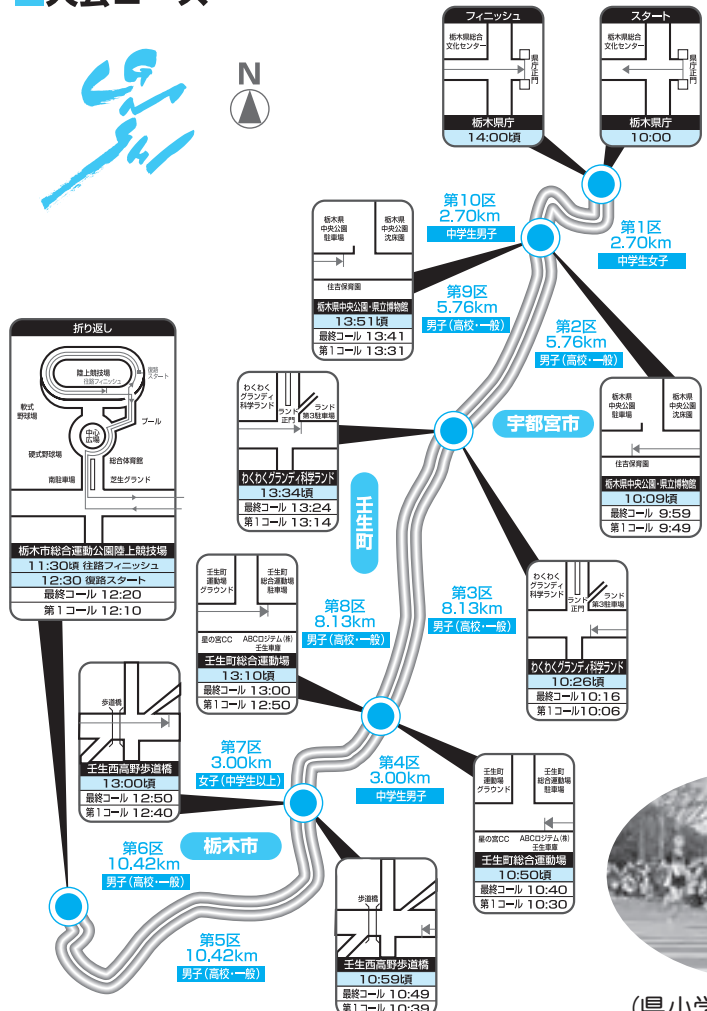 大会コース
N
フィニッシュ
栃木県総合
文化センター
県庁正門
栃木県庁
14:00頃
スタート
栃木県総合
文化センター
県庁正門
栃木県庁
10:00
第10区
2.70km
中学生男子
第1区
2.70km
中学生女子
栃木県
中央公園
駐車場
栃木県
中央公園
沈床園
住吉保育園
栃木県中央公園・県立博物館
13:51頃
最終コール 13:41
第1コール 13:31
第9区
5.76km
男子(高校・一般)
第2区
5.76km
男子(高校・一般)
栃木県
中央公園
駐車場
栃木県
中央公園
沈床園
住吉保育園
栃木県中央公園・県立博物館
10:09頃
最終コール 9:59
第1コール 9:49
宇都宮市
折り返し
陸上競技場
往路フィニッシュ
復路
スタート
軟式
野球場
プール
中心
広場
硬式野球場
総合体育館
南駐車場
芝生グランド
栃木市総合運動公園陸上競技場
11:30頃 往路フィニッシュ
12:30 復路スタート
最終コール 12:20
第1コール 12:10
わくわく
グランディ
科学ランド
ランド
正門
ランド
第3駐車場
わくわくグランディ科学ランド
13:34頃
最終コール 13:24
第1コール 13:14
壬生町
第8区
8.13km
男子(高校・一般)
第3区
8.13km
男子(高校・一般)
わくわく
グランディ
科学ランド
ランド
正門
ランド
第3駐車場
わくわくグランディ科学ランド
10:26頃
最終コール10:16
第1コール10:06
壬生町
運動場
グラウンド
壬生町
総合運動場
駐車場
星の宮CC
ABCロジテム(株)
壬生車庫
壬生町総合運動場
13:10頃
最終コール 13:00
第1コール 12:50
歩道橋
壬生西高野歩道橋
13:00頃
最終コール 12:50
第1コール 12:40
第7区
3.00km
女子(中学生以上)
第4区
3.00km
中学生男子
壬生町
運動場
グラウンド
壬生町
総合運動場
駐車場
星の宮CC
ABCロジテム(株)
壬生車庫
壬生町総合運動場
10:50頃
最終コール 10:40
第1コール 10:30
栃木市
第6区
10.42km
男子(高校・一般)
第5区
10.42km
男子(高校・一般)
歩道橋
壬生西高野歩道橋
10:59頃
最終コール 10:49
第1コール 10:39
(県小学